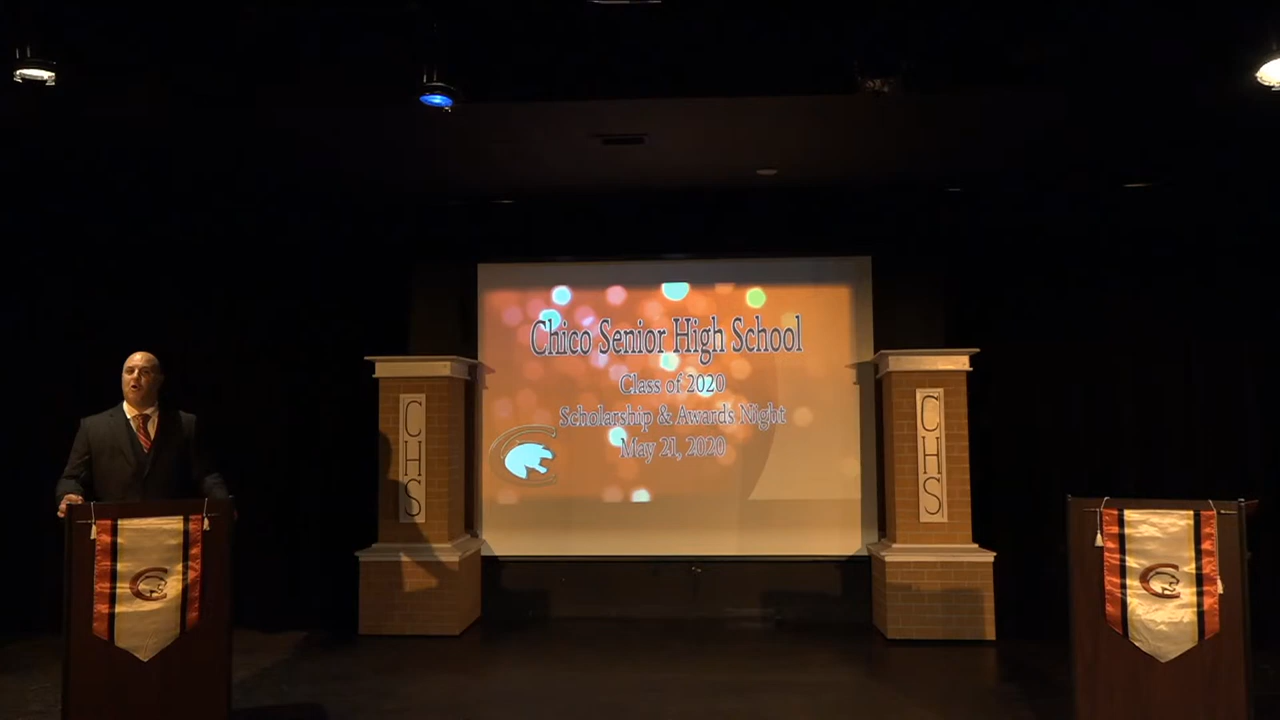 Chico Senior High School
Class of 2020
Scholarship & Awards Night
May 21, 2020
CHS
CHS
C
C
C